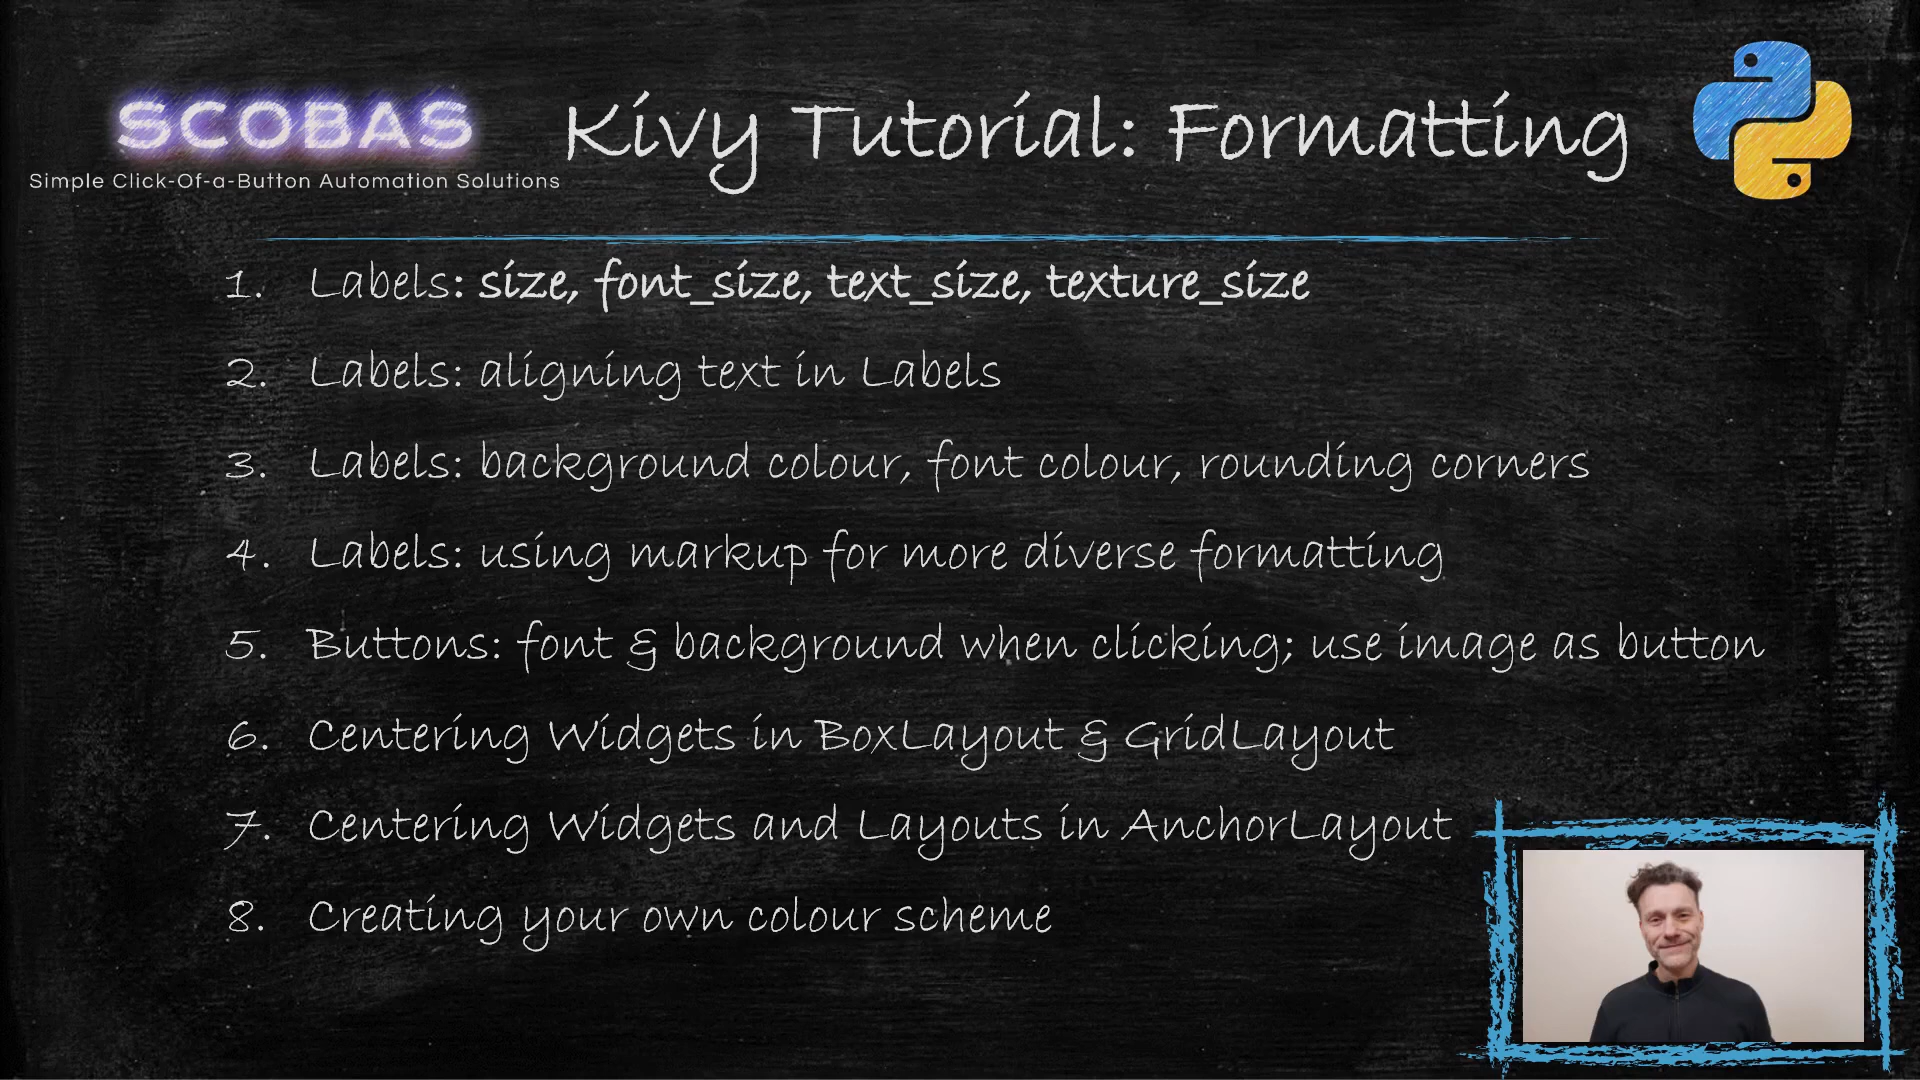 SCOBAS
Simple Click-Of-a-Button Automation Solutions
Kivy Tutorial: Formatting
1. Labels: size, font_size, text_size, texture_size
2. Labels: aligning text in Labels
3. Labels: background colour, font colour, rounding corners
4. Labels: using markup for more diverse formatting
5. Buttons: font & background when clicking; use image as button
6. Centering Widgets in BoxLayout & GridLayout
7. Centering Widgets and Layouts in AnchorLayout
8. Creating your own colour scheme